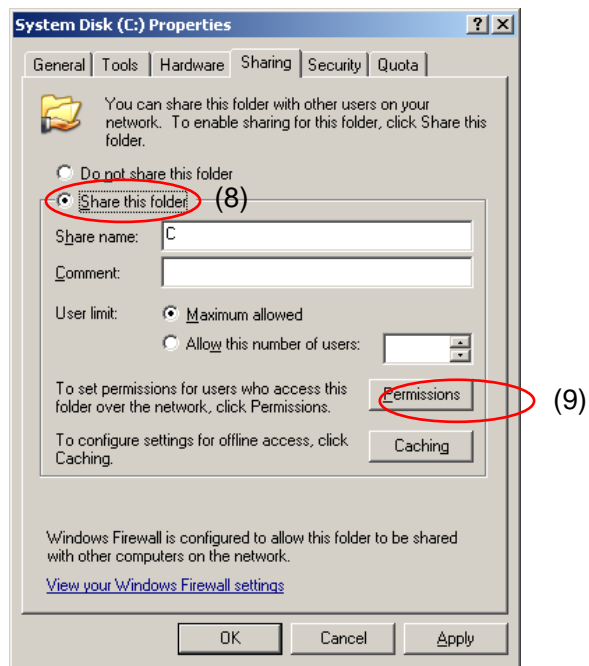 System Disk (C:) Properties
General Tools Hardware Sharing Security Quota
You can share this folder with other users on your
network. To enable sharing for this folder, click Share this
folder.
Do not share this folder
Share this folder (8)
Share name: C
Comment:
User limit: Maximum allowed
Allow this number of users:
To set permissions for users who access this
folder over the network, click Permissions.
Permissions (9)
To configure settings for offline access, click
Caching.
Caching
Windows Firewall is configured to allow this folder to be shared
with other computers on the network.
View your Windows Firewall settings
OK Cancel Apply